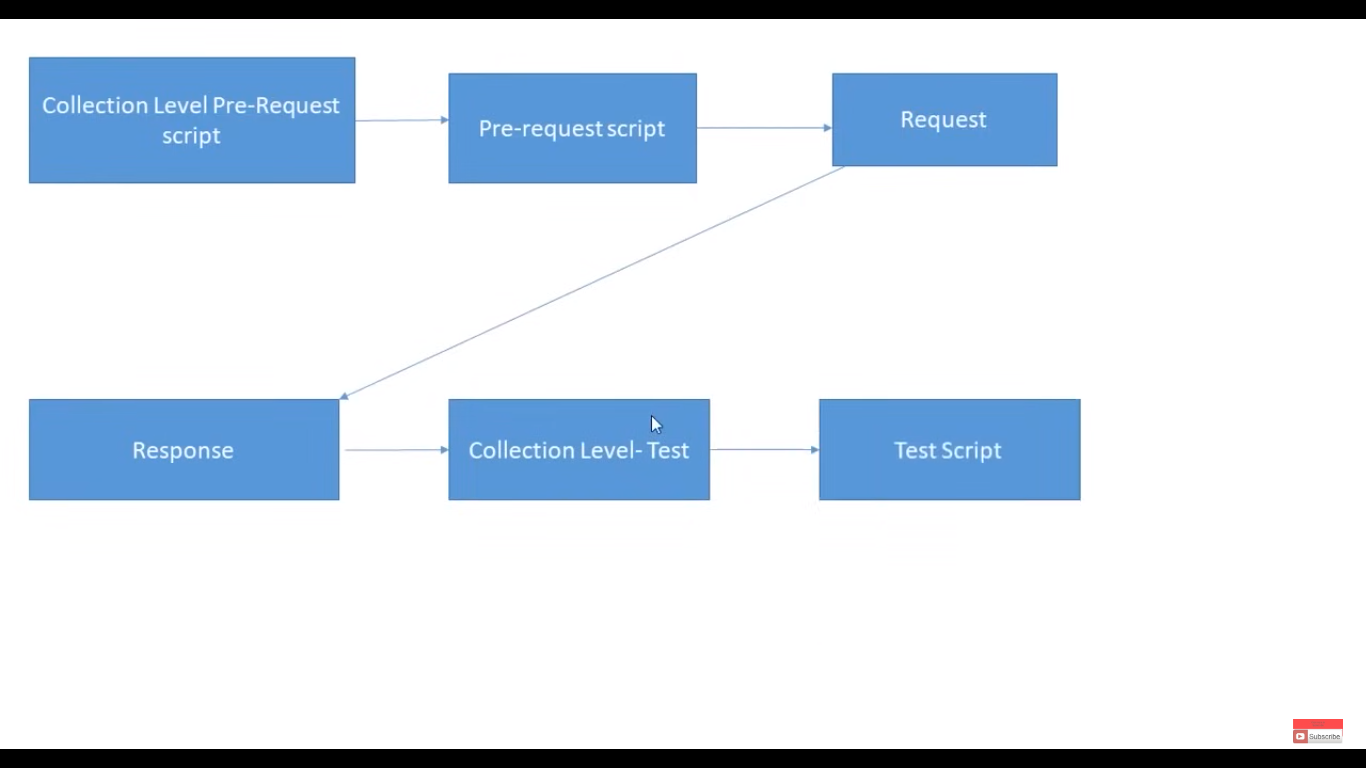 Collection Level Pre-Request
script
Pre-request script
Request
Response
Collection Level- Test
Test Script
Subscribe